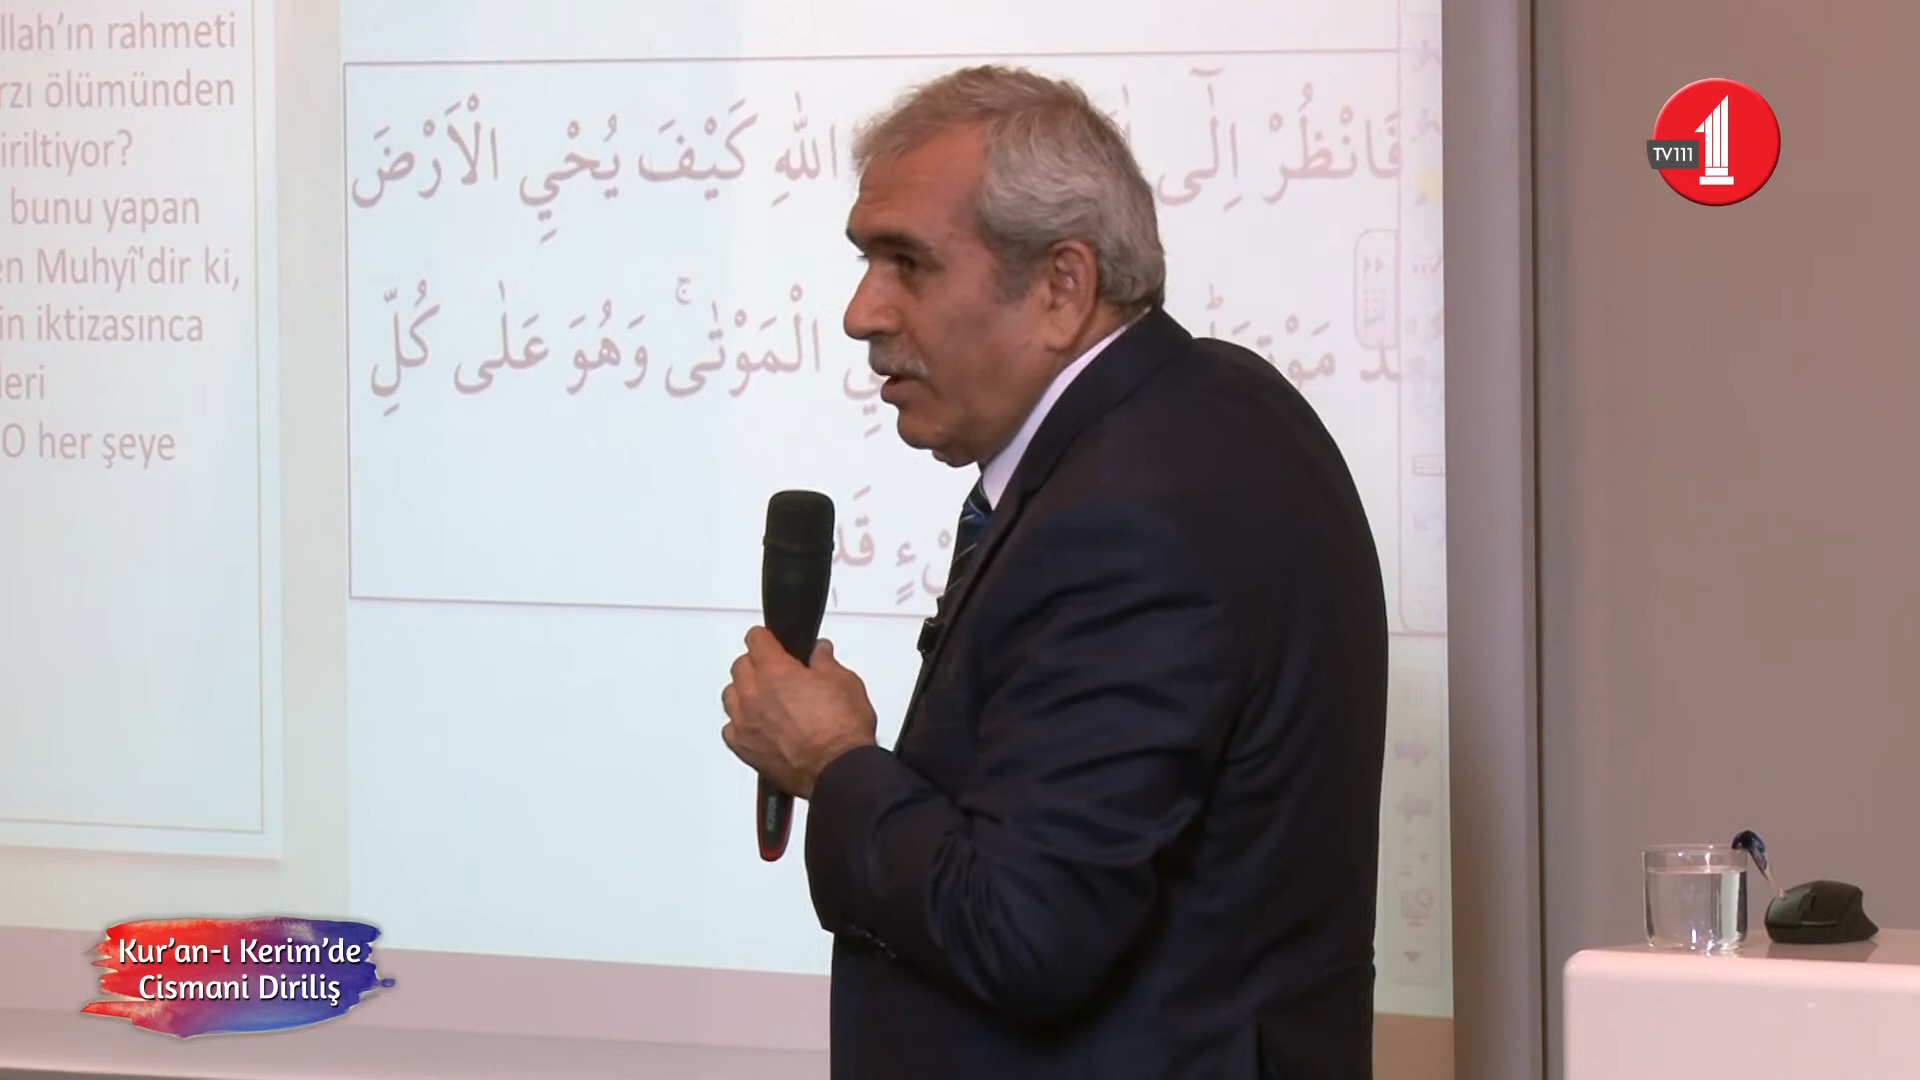 llah’ın rahmeti
rzı ölümünden
iriltiyor?
bunu yapan
en Muhyî'dir ki,
in iktizasınca
leri
O her şeye
فَانْظُرْ اِلٰٓى اللّٰهِ كَيْفَ يُحْيِي الْاَرْضَ
الْمَوْتٰىۚ وَهُوَ عَلٰى كُلِّ
TV111
1
Kur’an-ı Kerim’de
Cismani Diriliş